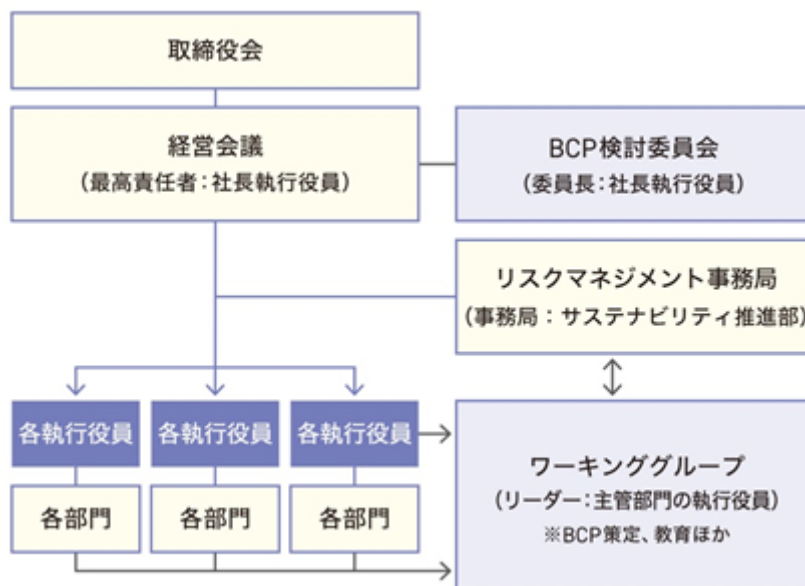 取締役会
経営会議
（最高責任者：社長執行役員）
BCP検討委員会
（委員長：社長執行役員）
リスクマネジメント事務局
（事務局：サステナビリティ推進部）
各執行役員
各執行役員
各執行役員
各部門
各部門
各部門
ワーキンググループ
（リーダー：主管部門の執行役員）
※BCP策定、教育ほか